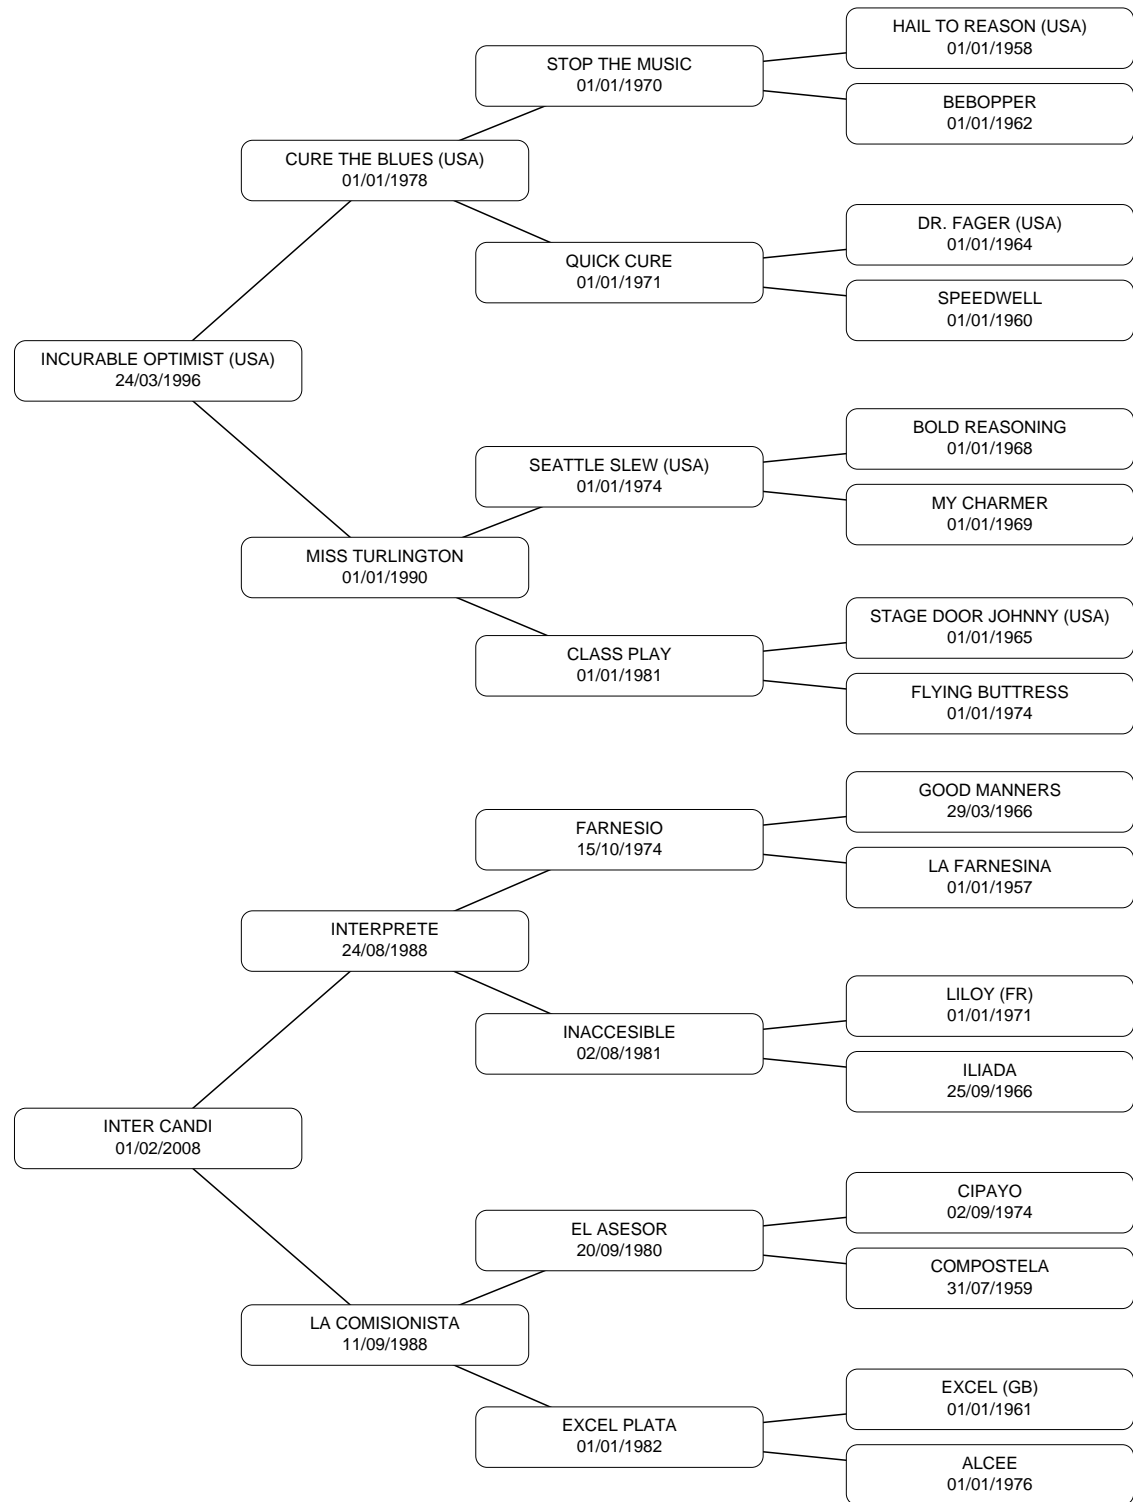 HAIL TO REASON (USA)
01/01/1958
STOP THE MUSIC
01/01/1970
BEBOPPER
01/01/1962
CURE THE BLUES (USA)
01/01/1978
DR. FAGER (USA)
01/01/1964
QUICK CURE
01/01/1971
SPEEDWELL
01/01/1960
INCURABLE OPTIMIST (USA)
24/03/1996
BOLD REASONING
01/01/1968
SEATTLE SLEW (USA)
01/01/1974
MY CHARMER
01/01/1969
MISS TURLINGTON
01/01/1990
STAGE DOOR JOHNNY (USA)
01/01/1965
CLASS PLAY
01/01/1981
FLYING BUTTRESS
01/01/1974
GOOD MANNERS
29/03/1966
FARNESIO
15/10/1974
LA FARNESINA
01/01/1957
INTERPRETE
24/08/1988
LILOY (FR)
01/01/1971
INACCESIBLE
02/08/1981
ILIADA
25/09/1966
INTER CANDI
01/02/2008
CIPAYO
02/09/1974
EL ASESOR
20/09/1980
COMPOSTELA
31/07/1959
LA COMISIONISTA
11/09/1988
EXCEL (GB)
01/01/1961
EXCEL PLATA
01/01/1982
ALCEE
01/01/1976